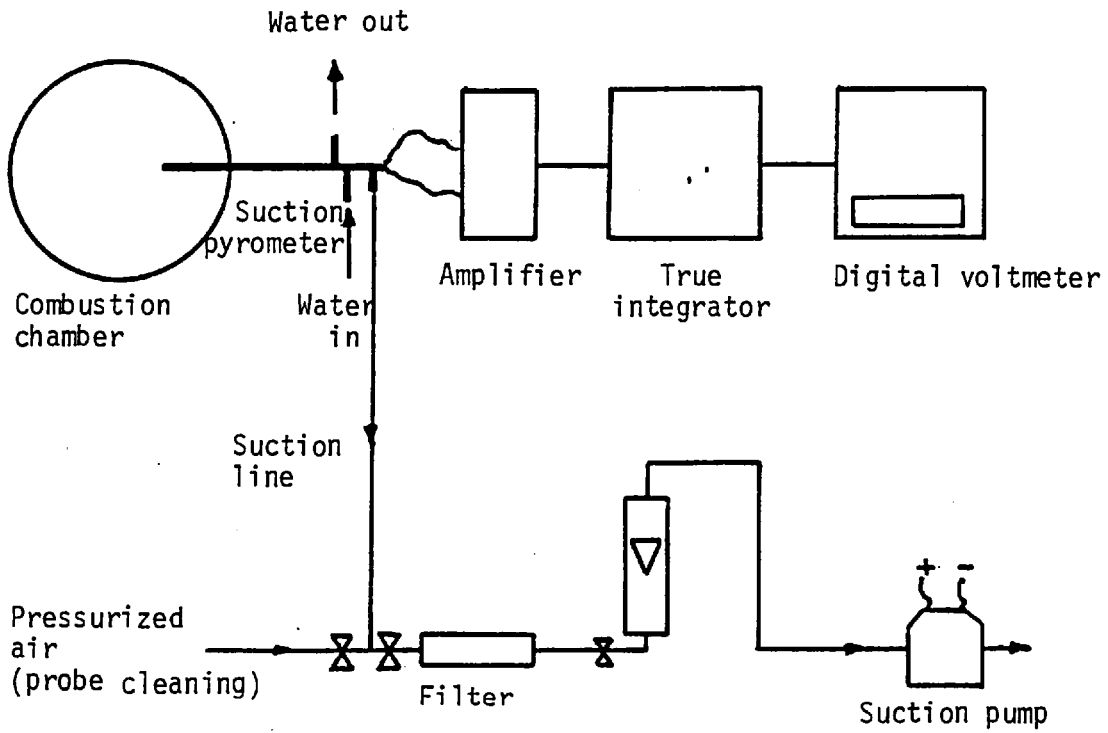 Water out
Suction
pyrometer
Combustion
chamber
Water
in
Amplifier
True
integrator
Digital voltmeter
Suction
line
Pressurized
air
(probe cleaning)
Filter
+ -
Suction pump